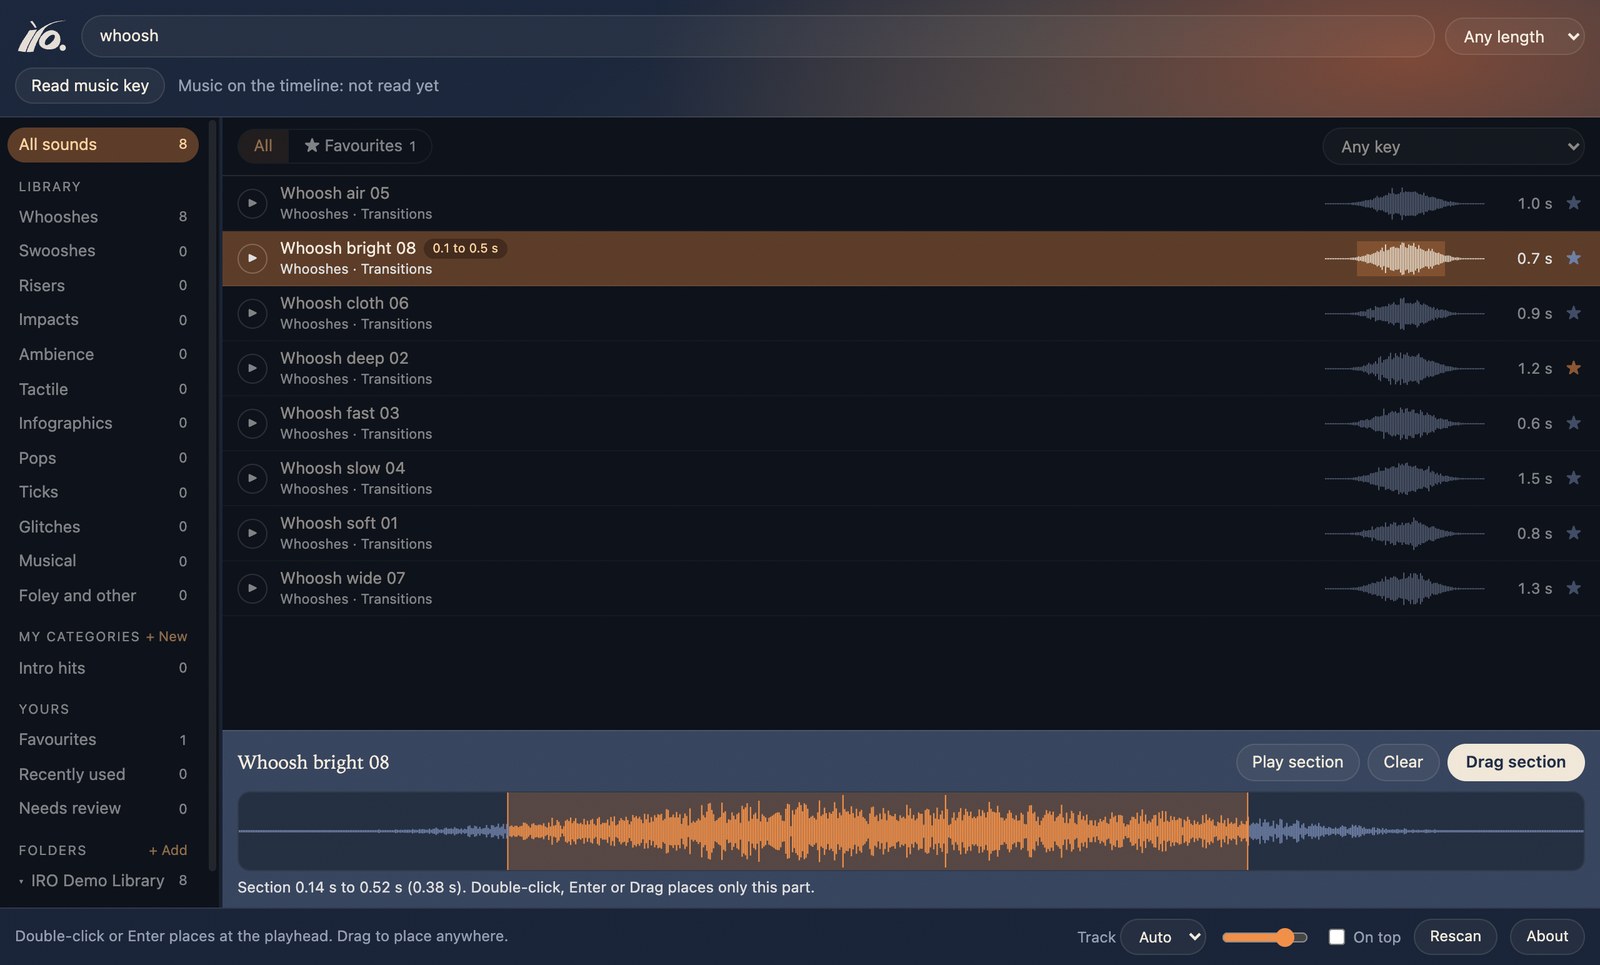 iro.
whoosh
Any length
Read music key
Music on the timeline: not read yet
All sounds 8
LIBRARY
Whooshes 8
Swooshes 0
Risers 0
Impacts 0
Ambience 0
Tactile 0
Infographics 0
Pops 0
Ticks 0
Glitches 0
Musical 0
Foley and other 0
MY CATEGORIES + New
Intro hits 0
YOURS
Favourites 1
Recently used 0
Needs review 0
FOLDERS + Add
IRO Demo Library 8
All ★ Favourites 1
Any key
Whoosh air 05
Whooshes · Transitions
1.0 s
Whoosh bright 08 0.1 to 0.5 s
Whooshes · Transitions
0.7 s
Whoosh cloth 06
Whooshes · Transitions
0.9 s
Whoosh deep 02
Whooshes · Transitions
1.2 s
Whoosh fast 03
Whooshes · Transitions
0.6 s
Whoosh slow 04
Whooshes · Transitions
1.5 s
Whoosh soft 01
Whooshes · Transitions
0.8 s
Whoosh wide 07
Whooshes · Transitions
1.3 s
Whoosh bright 08
Play section
Clear
Drag section
Section 0.14 s to 0.52 s (0.38 s). Double-click, Enter or Drag places only this part.
Double-click or Enter places at the playhead. Drag to place anywhere.
Track Auto
On top
Rescan
About